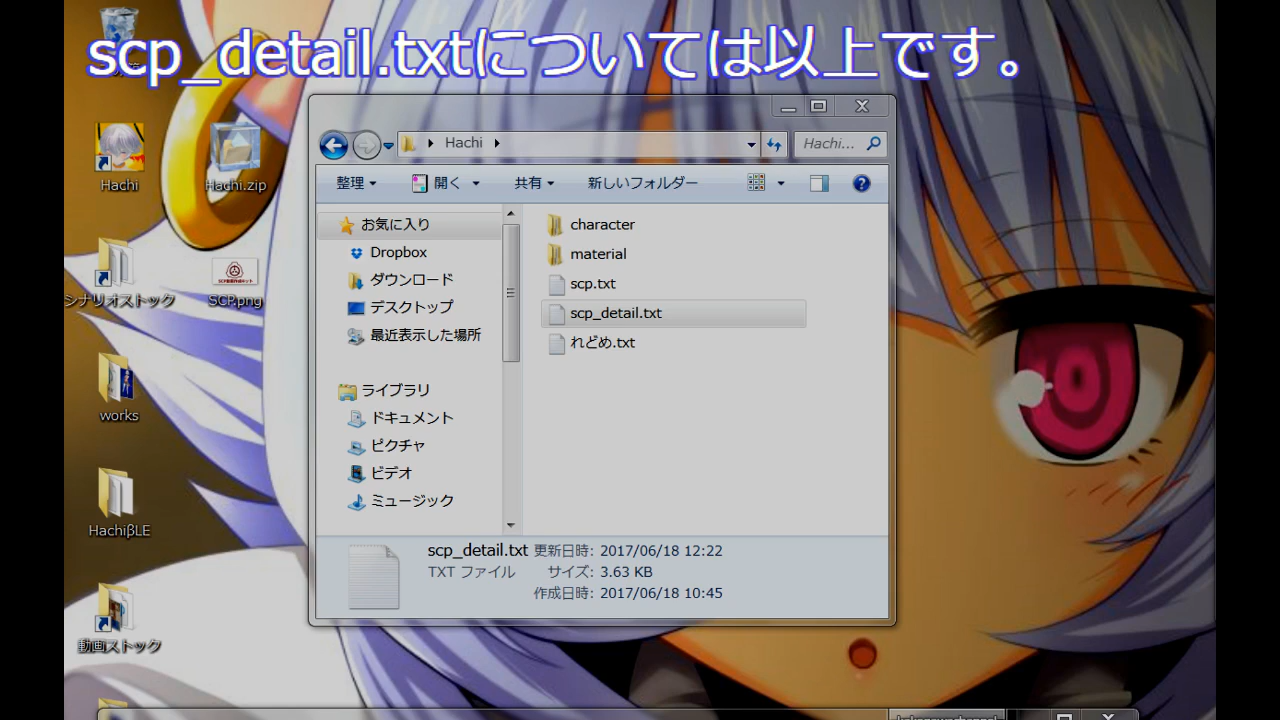 scp_detail.txtについては以上です。
Hachi
Hachi.zip
シナリオストック
SCP.png
works
HachiβLE
動画ストック
Hachi
Hachi...
整理
開く
共有
新しいフォルダー
お気に入り
Dropbox
ダウンロード
デスクトップ
最近表示した場所
ライブラリ
ドキュメント
ピクチャ
ビデオ
ミュージック
character
material
scp.txt
scp_detail.txt
れどめ.txt
scp_detail.txt 更新日時: 2017/06/18 12:22
TXT ファイル サイズ: 3.63 KB
作成日時: 2017/06/18 10:45